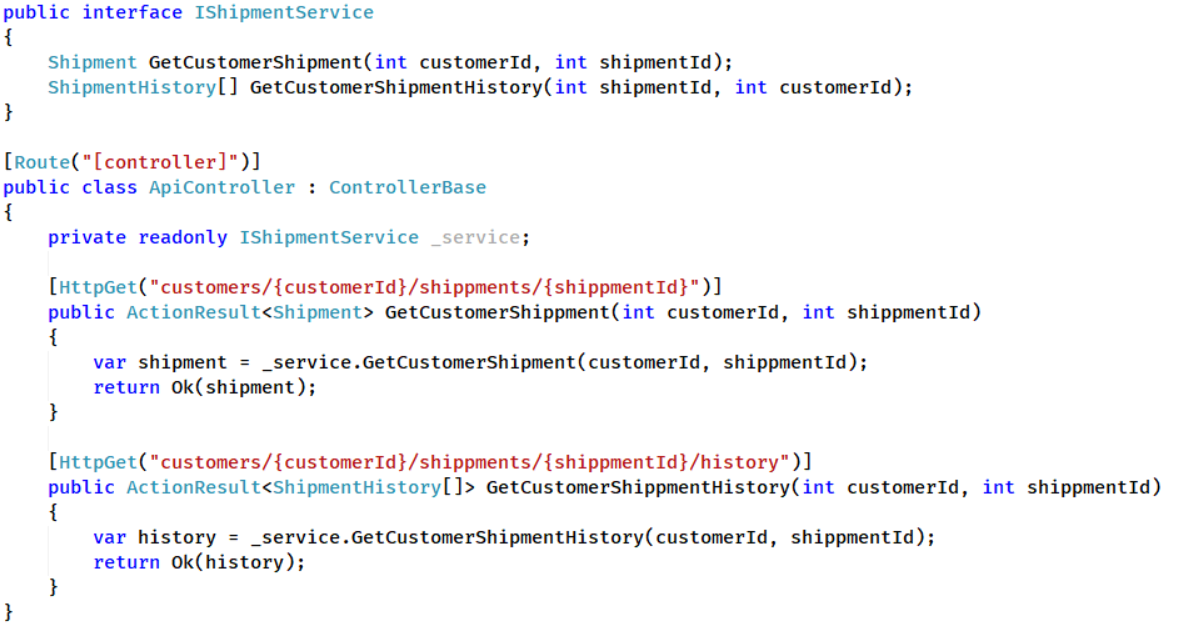 public interface IShipmentService
{
    Shipment GetCustomerShipment(int customerId, int shipmentId);
    ShipmentHistory[] GetCustomerShipmentHistory(int shipmentId, int customerId);
}

[Route("[controller]")]
public class ApiController : ControllerBase
{
    private readonly IShipmentService _service;

    [HttpGet("customers/{customerId}/shippments/{shippmentId}")]
    public ActionResult<Shipment> GetCustomerShippment(int customerId, int shippmentId)
    {
        var shipment = _service.GetCustomerShipment(customerId, shippmentId);
        return Ok(shipment);
    }

    [HttpGet("customers/{customerId}/shippments/{shippmentId}/history")]
    public ActionResult<ShipmentHistory[]> GetCustomerShippmentHistory(int customerId, int shippmentId)
    {
        var history = _service.GetCustomerShipmentHistory(customerId, shippmentId);
        return Ok(history);
    }
}